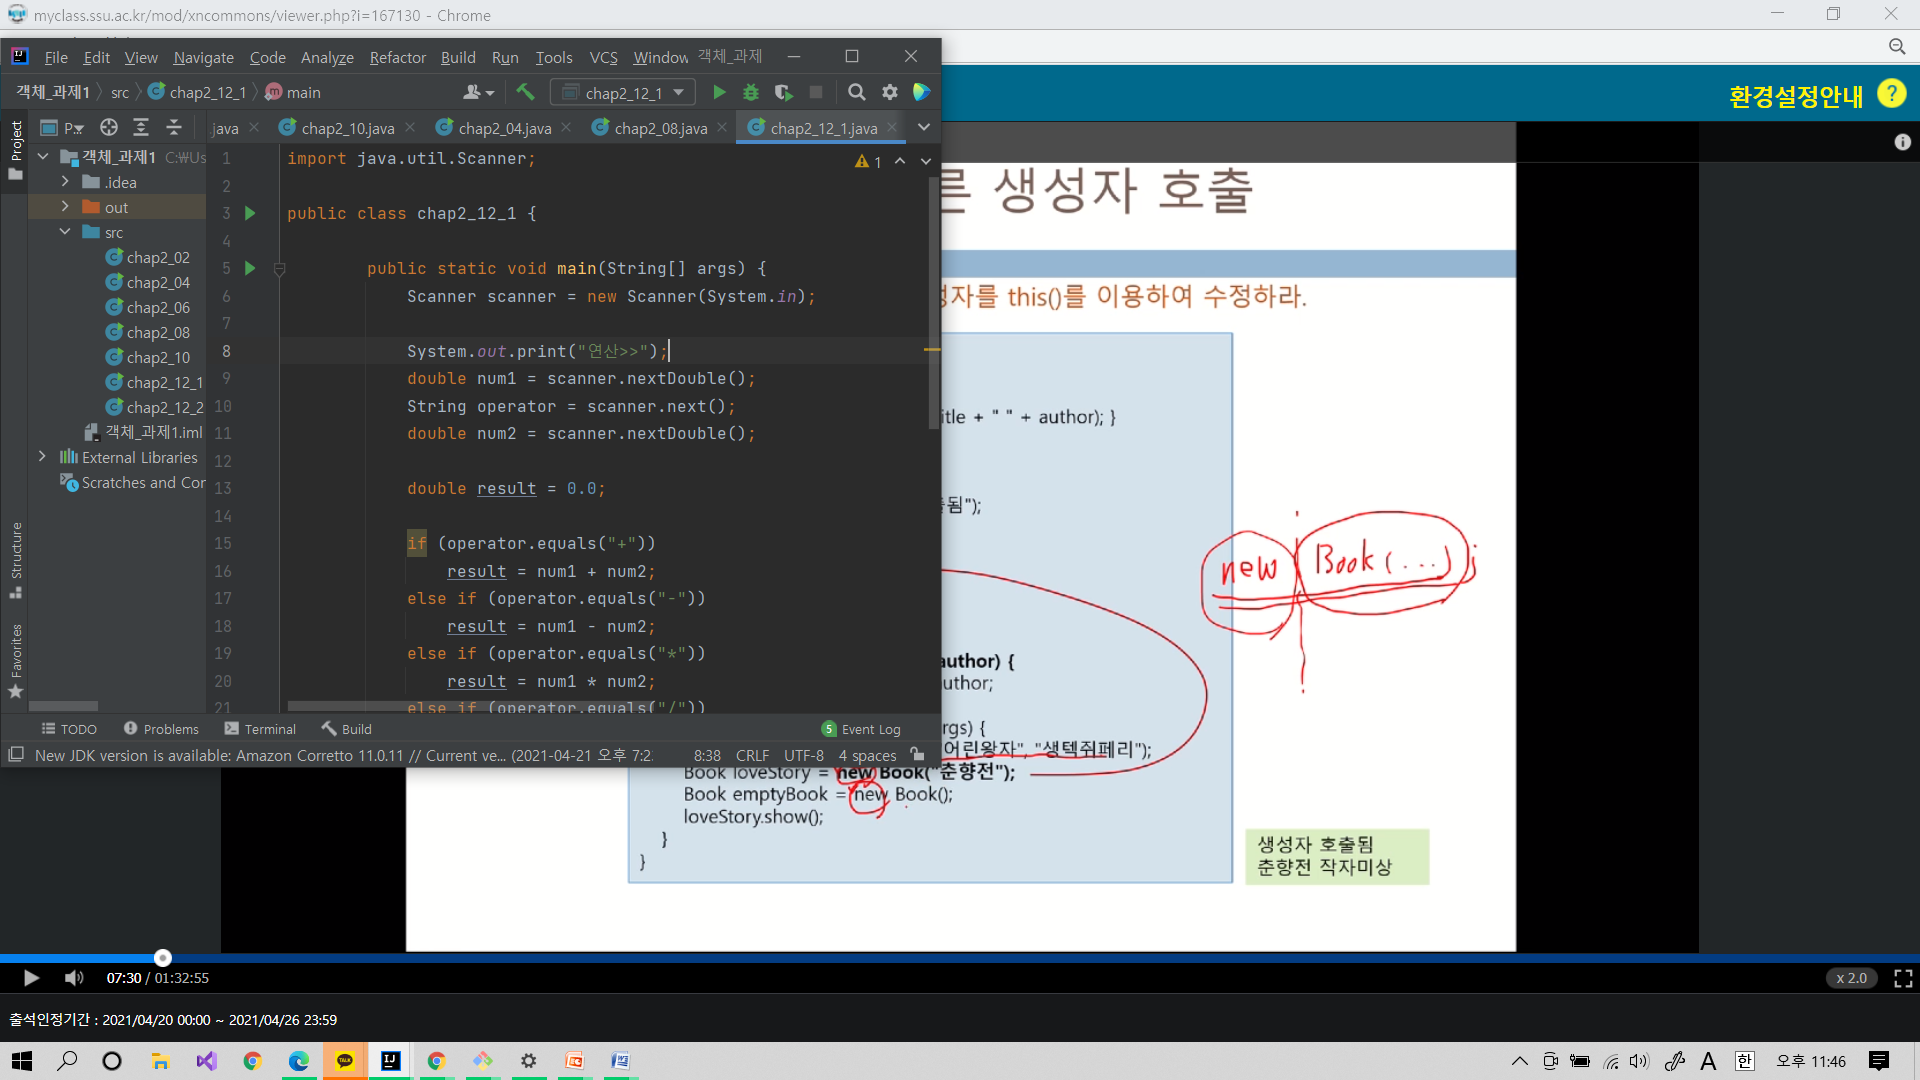 myclass.ssu.ac.kr/mod/xncommons/viewer.php?i=167130 - Chrome
File Edit View Navigate Code Analyze Refactor Build Run Tools VCS Window 객체_과제
객체_과제1 src chap2_12_1 main chap2_12_1
환경설정안내 ?
Project P java chap2_10.java chap2_04.java chap2_08.java chap2_12_1.java
객체_과제1 C:₩Us
.idea
out
src
chap2_02
chap2_04
chap2_06
chap2_08
chap2_10
chap2_12_1
chap2_12_2
객체_과제1.iml
External Libraries
Scratches and Cor
Structure
Favorites
1 import java.util.Scanner;
2
3 public class chap2_12_1 {
4
5 public static void main(String[] args) {
6 Scanner scanner = new Scanner(System.in);
7
8 System.out.print("연산>>");
9 double num1 = scanner.nextDouble();
10 String operator = scanner.next();
11 double num2 = scanner.nextDouble();
12
13 double result = 0.0;
14
15 if (operator.equals("+"))
16 result = num1 + num2;
17 else if (operator.equals("-"))
18 result = num1 - num2;
19 else if (operator.equals("*"))
20 result = num1 * num2;
21 else if (operator.equals("/"))
1
TODO Problems Terminal Build 5 Event Log
New JDK version is available: Amazon Corretto 11.0.11 // Current ve... (2021-04-21 오후 7:2 8:38 CRLF UTF-8 4 spaces
른 생성자 호출
자를 this()를 이용하여 수정하라.
itle + " " + author); }
됨");
new Book(...);
author) {
uthor;
rgs) {
어린왕자", "생텍쥐페리");
Book loveStory = new Book("춘향전");
Book emptyBook = new Book();
loveStory.show();
}
}
생성자 호출됨
춘향전 작자미상
07:30 / 01:32:55 x 2.0
출석인정기간 : 2021/04/20 00:00 ~ 2021/04/26 23:59
TALK A 한 오후 11:46